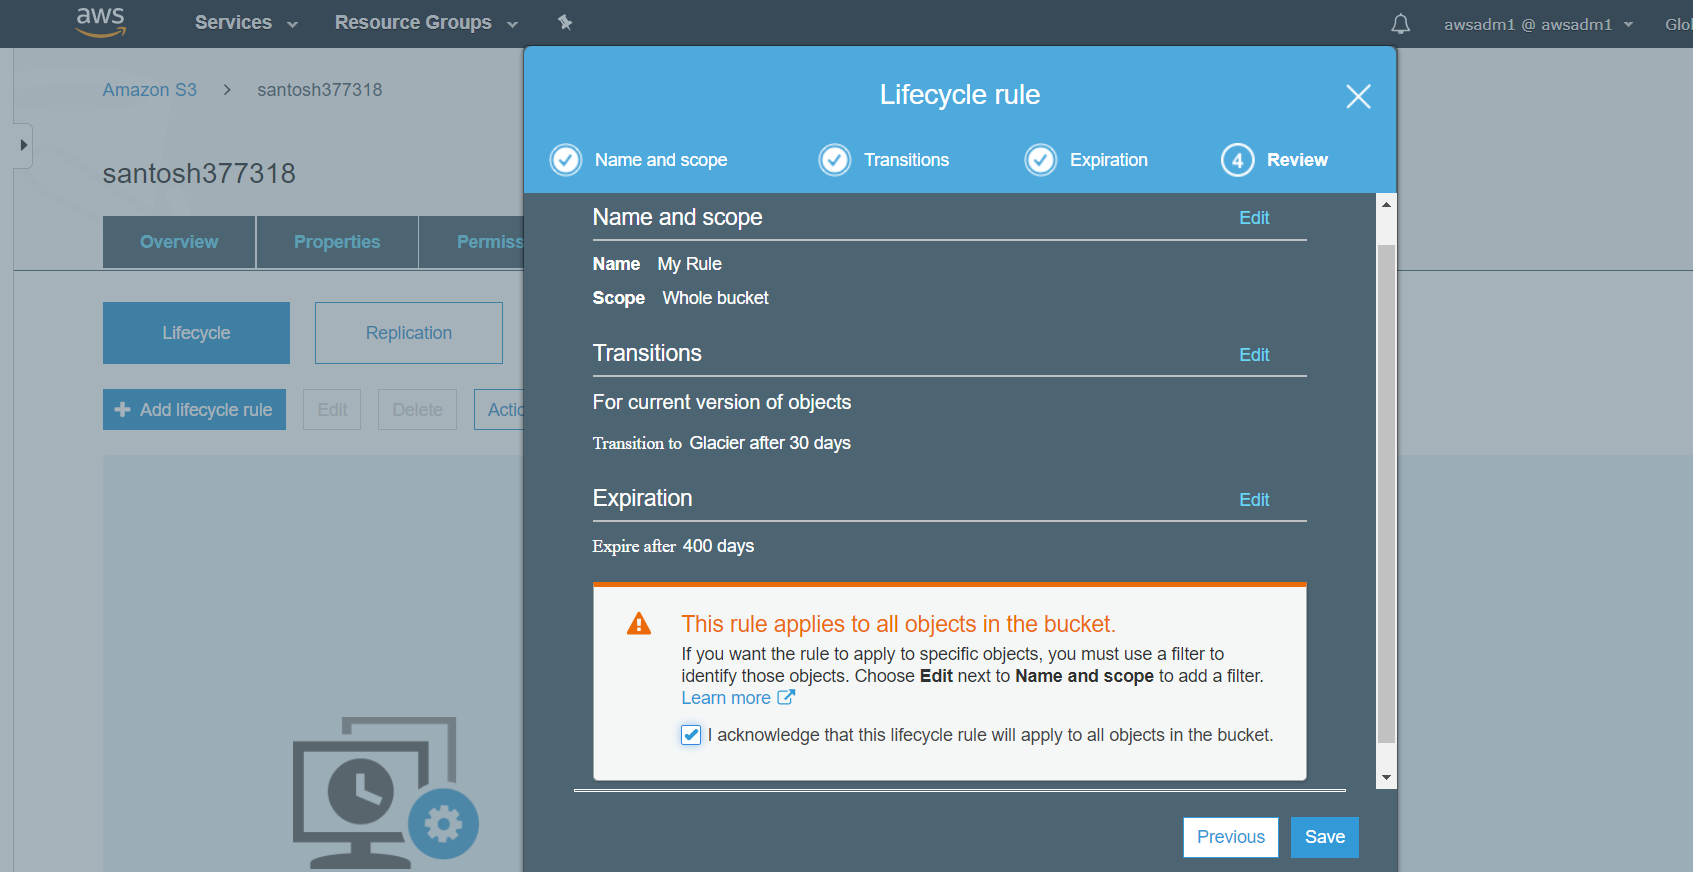 aws
Services
Resource Groups
awsadm1 @ awsadm1
Amazon S3
santosh377318
santosh377318
Overview
Properties
Lifecycle
Replication
Add lifecycle rule
Edit
Delete
Lifecycle rule
Name and scope
Transitions
Expiration
4 Review
Name and scope
Edit
Name My Rule
Scope Whole bucket
Transitions
Edit
For current version of objects
Transition to Glacier after 30 days
Expiration
Edit
Expire after 400 days
This rule applies to all objects in the bucket.
If you want the rule to apply to specific objects, you must use a filter to
identify those objects. Choose Edit next to Name and scope to add a filter.
Learn more
I acknowledge that this lifecycle rule will apply to all objects in the bucket.
Previous
Save